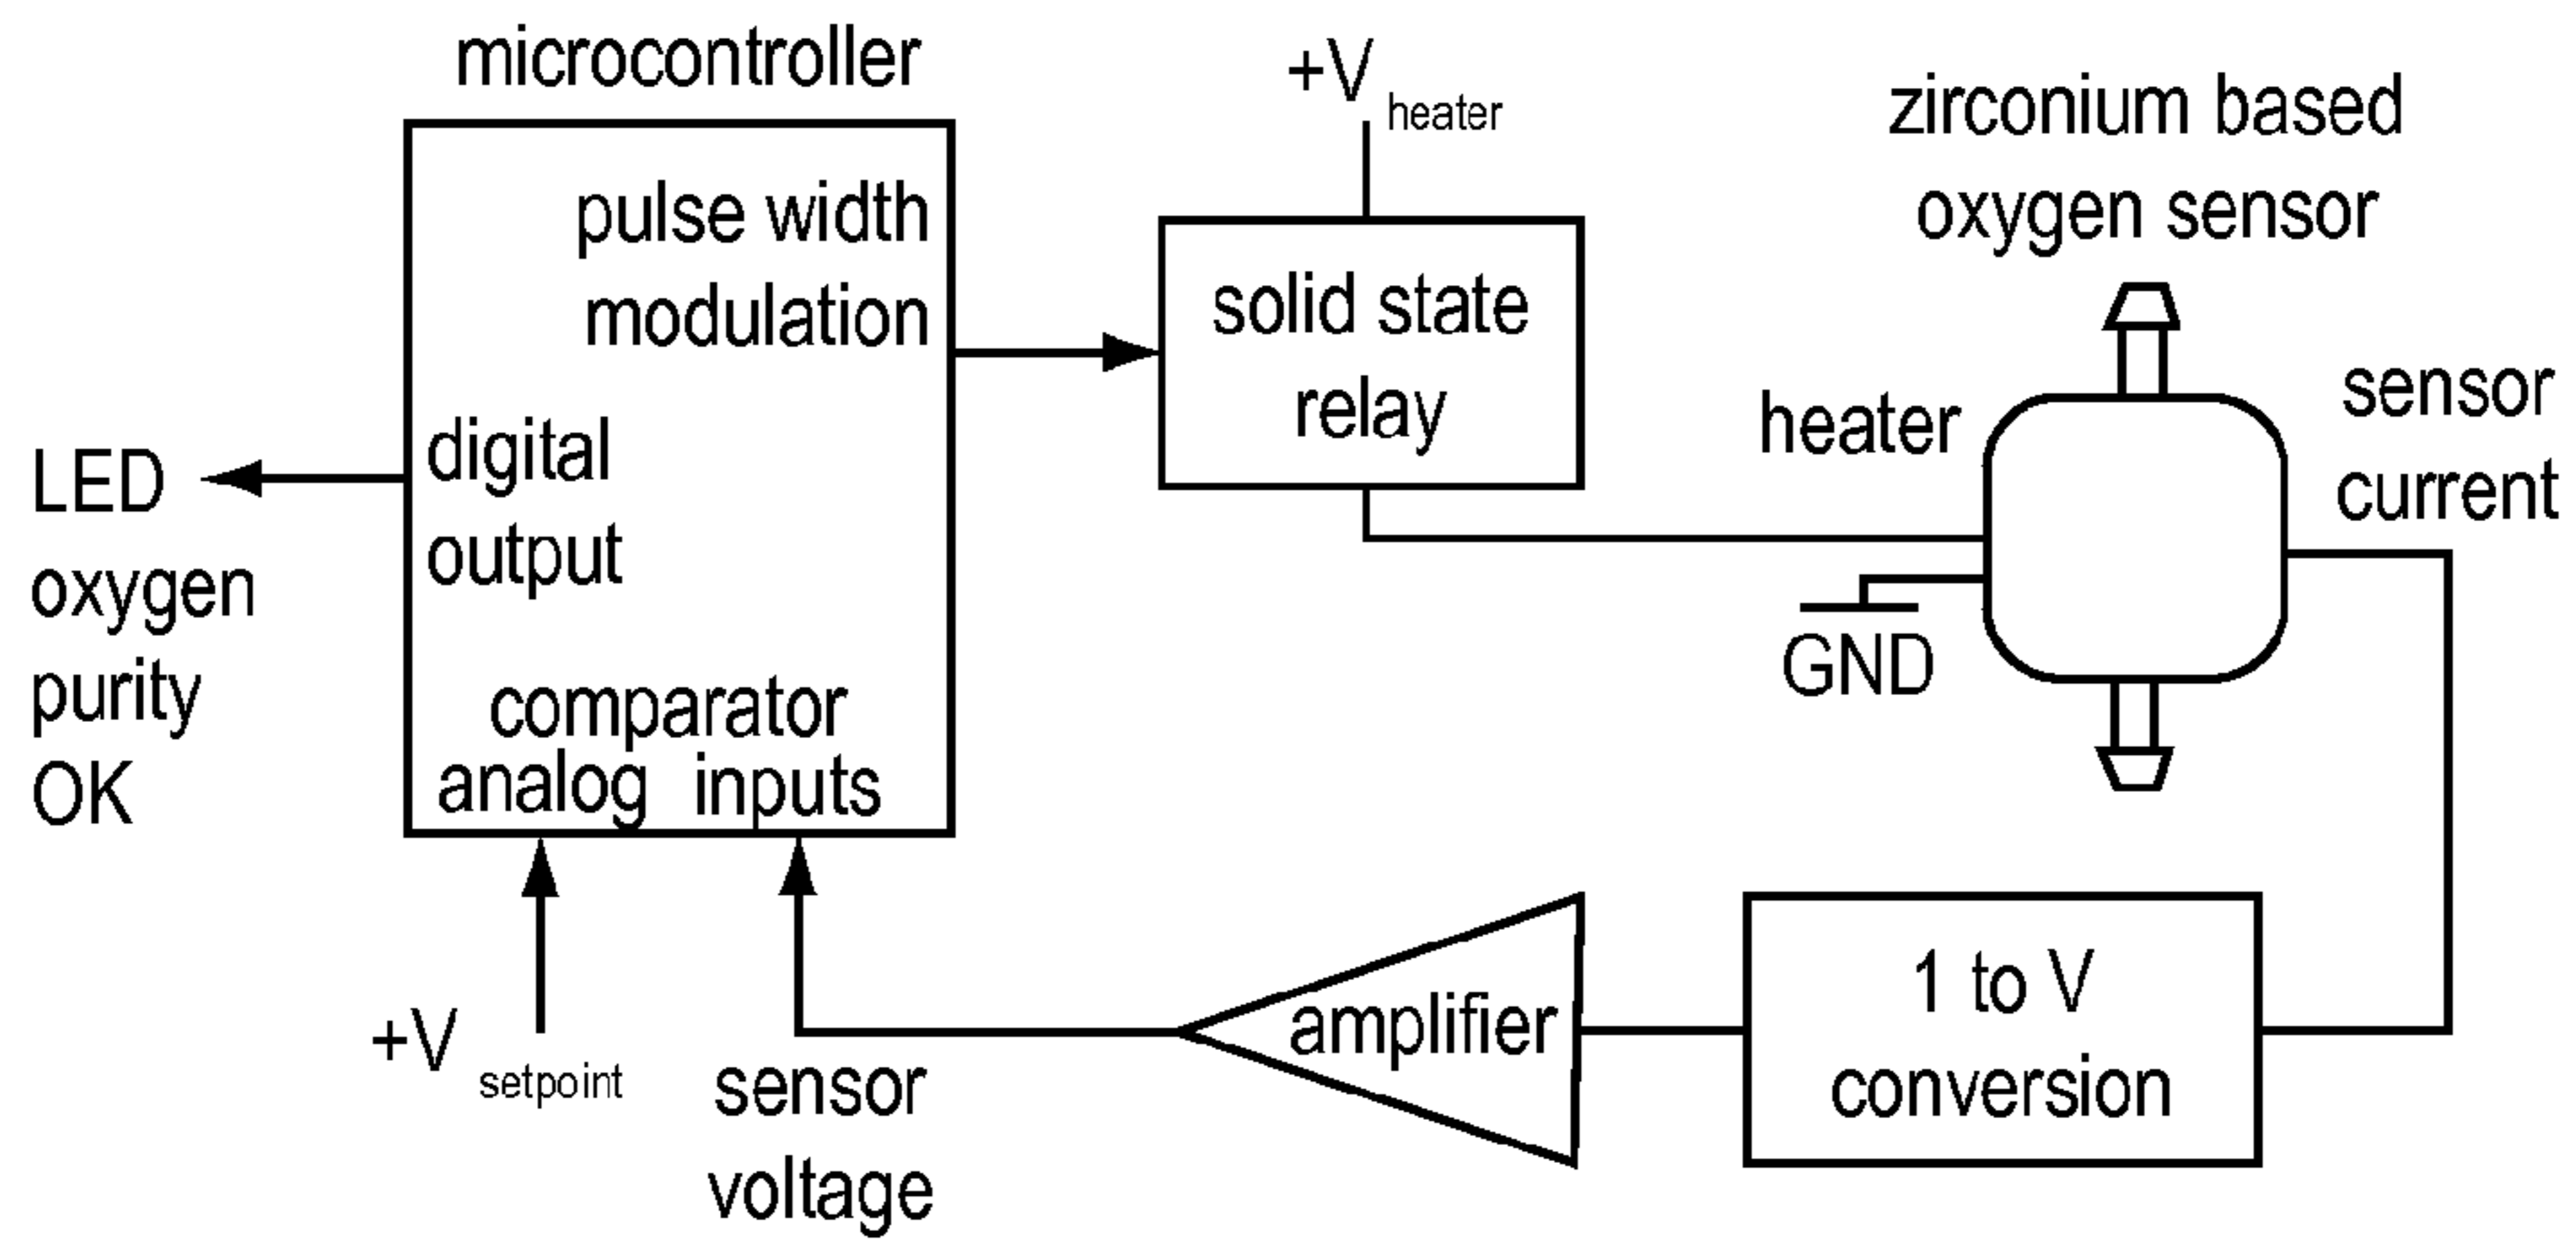 microcontroller
pulse width
modulation
digital
output
comparator
analog inputs
LED
oxygen
purity
OK
+V setpoint
sensor
voltage
+V heater
solid state
relay
zirconium based
oxygen sensor
heater
GND
sensor
current
amplifier
1 to V
conversion